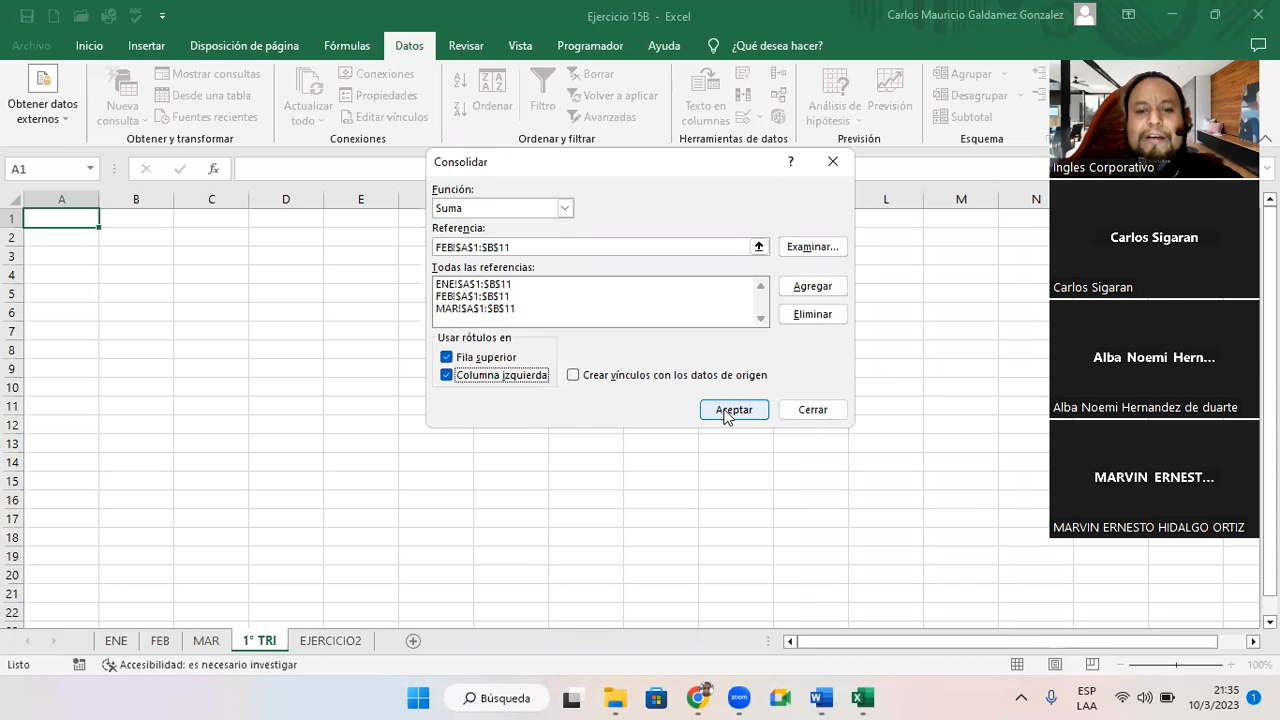 Ejercicio 15B - Excel
Carlos Mauricio Galdamez Gonzalez
Archivo Inicio Insertar Disposición de página Fórmulas Datos Revisar Vista Programador Ayuda ¿Qué desea hacer?
Obtener datos externos
Nueva consulta
Mostrar consultas
Desde una tabla
Fuentes recientes
Obtener y transformar
Actualizar todo
Conexiones
Propiedades
Editar vínculos
Conexiones
Ordenar
Filtro
Borrar
Volver a aplicar
Avanzadas
Ordenar y filtrar
Texto en columnas
Herramientas de datos
Análisis de hipótesis
Previsión
Previsión
Agrupar
Desagrupar
Subtotal
Esquema
A1
fx
A B C D E L M N
1
2
3
4
5
6
7
8
9
10
11
12
13
14
15
16
17
18
19
20
21
22
Consolidar
?
Función:
Suma
Referencia:
FEB!$A$1:$B$11
Examinar...
Todas las referencias:
ENE!$A$1:$B$11
FEB!$A$1:$B$11
MAR!$A$1:$B$11
Agregar
Eliminar
Usar rótulos en
Fila superior
Columna izquierda
Crear vínculos con los datos de origen
Aceptar
Cerrar
Ingles Corporativo
Carlos Sigaran
Carlos Sigaran
Alba Noemi Hern...
Alba Noemi Hernandez de duarte
MARVIN ERNEST...
MARVIN ERNESTO HIDALGO ORTIZ
ENE FEB MAR 1° TRI EJERCICIO2
Listo
Accesibilidad: es necesario investigar
100%
Búsqueda
zoom
ESP
LAA
21:35
10/3/2023
1